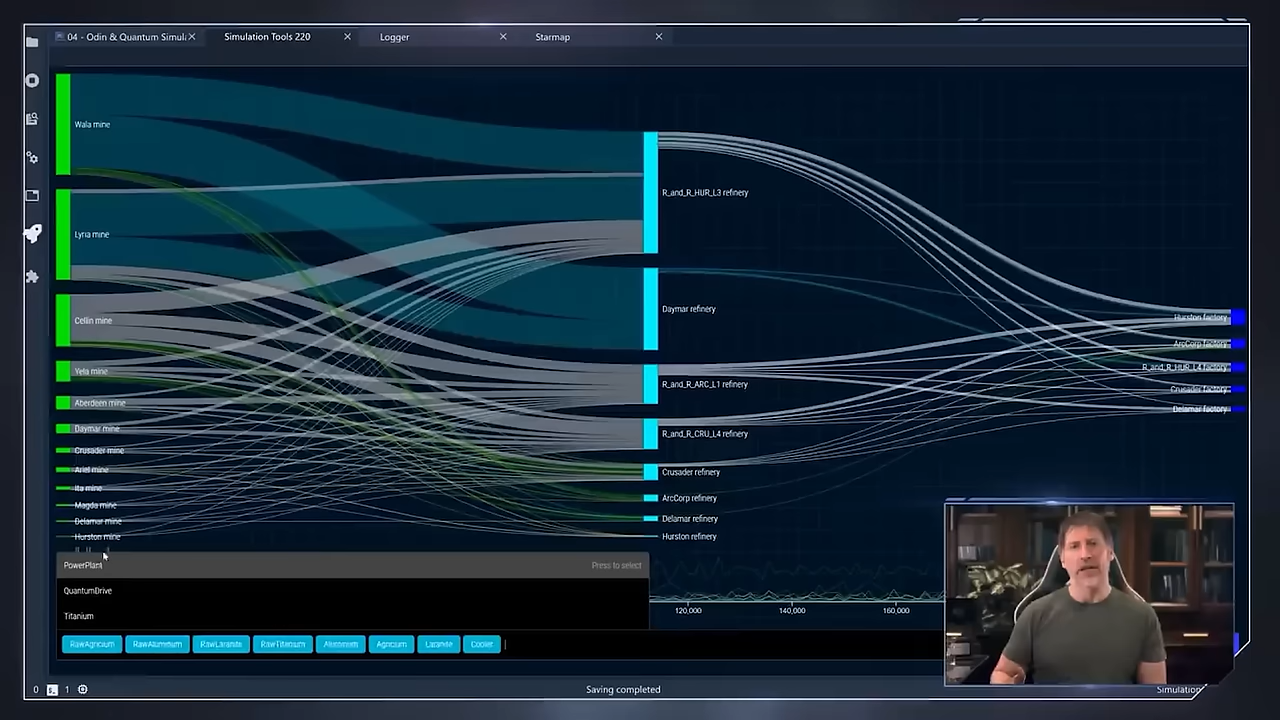 04 - Odin & Quantum Simula
Simulation Tools 220
Logger
Starmap
Wala mine
Lyria mine
Cellin mine
Yela mine
Aberdeen mine
Daymar mine
Crusader mine
Ariel mine
Ita mine
Magda mine
Delamar mine
Hurston mine
R_and_R_HUR_L3 refinery
Daymar refinery
R_and_R_ARC_L1 refinery
R_and_R_CRU_L4 refinery
Crusader refinery
ArcCorp refinery
Delamar refinery
Hurston refinery
Hurston factory
ArcCorp factory
R_and_R_HUR_L4 factory
Crusader factory
Delamar factory
PowerPlant Press to select
QuantumDrive
Titanium
120,000 140,000 160,000
RawAgricium RawAluminum RawLaranite RawTitanium Aluminum Agricium Laranite Cooler
0 1 Saving completed Simulation